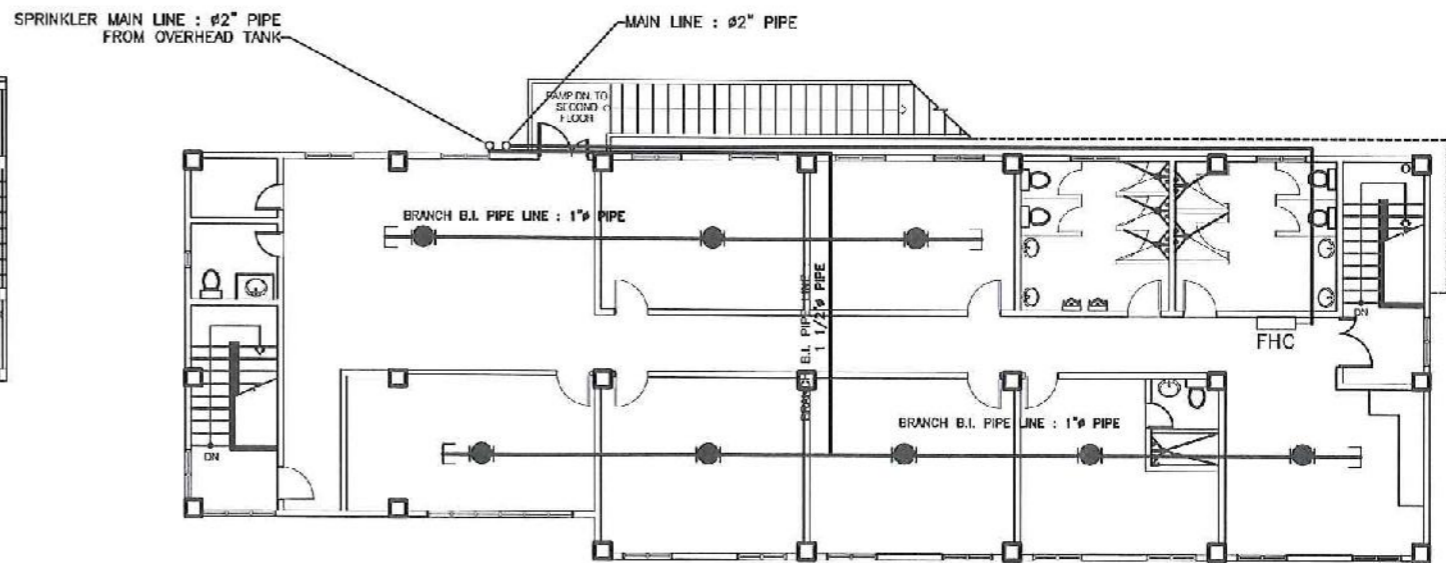 SPRINKLER MAIN LINE : Ø2" PIPE
FROM OVERHEAD TANK
MAIN LINE : Ø2" PIPE
RAMP DN. TO
SECOND
FLOOR
BRANCH B.I. PIPE LINE : 1"Ø PIPE
BRANCH B.I. PIPE LINE
1 1/2"Ø PIPE
FHC
DN
BRANCH B.I. PIPE LINE : 1"Ø PIPE
DN